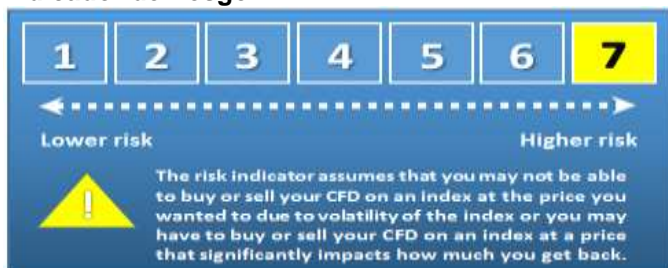 1 2 3 4 5 6 7
Lower risk Higher risk
!
The risk indicator assumes that you may not be able
to buy or sell your CFD on an index at the price you
wanted to due to volatility of the index or you may
have to buy or sell your CFD on an index at a price
that significantly impacts how much you get back.